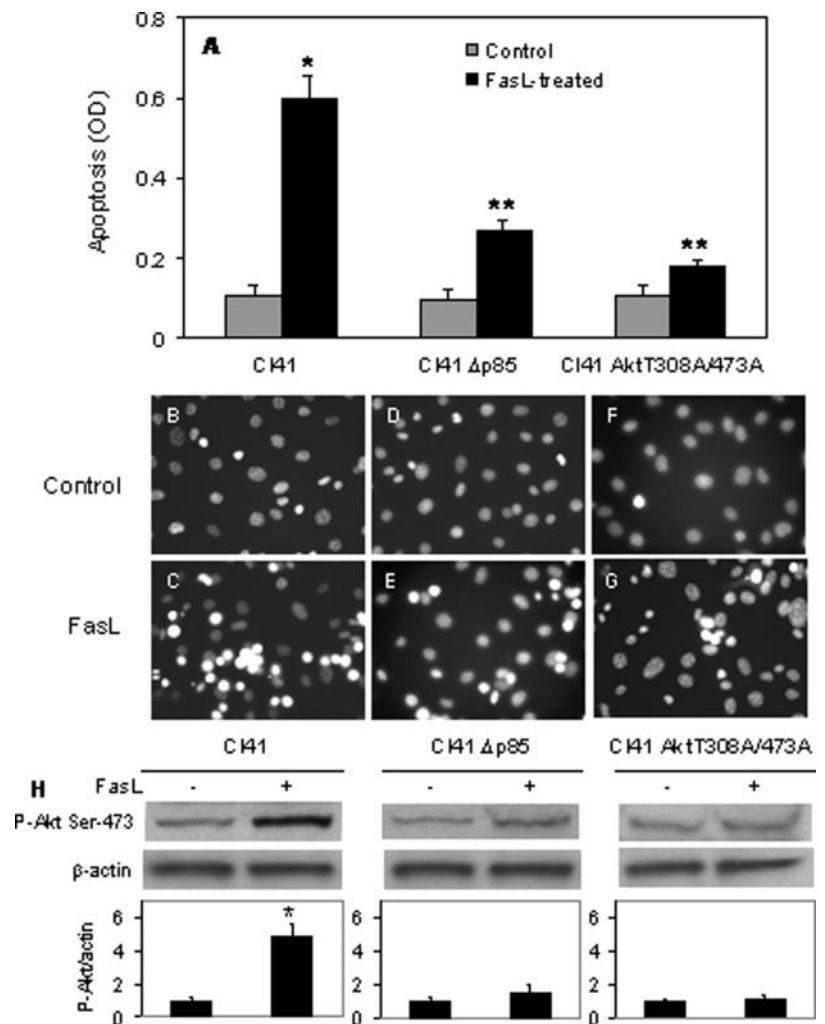 0.8
A
*
Control
FasL-treated
0.6
Apoptosis (OD)
0.4
**
**
0.2
0
Cl41
Cl41 Δp85
Cl41 AktT308A/473A
B
D
F
Control
C
E
G
FasL
Cl41
Cl41 Δp85
Cl41 AktT308A/473A
H
FasL - + - + - +
P-Akt Ser-473
β-actin
P-Akt/actin
6 * 6 6
4 4 4
2 2 2
0 0 0